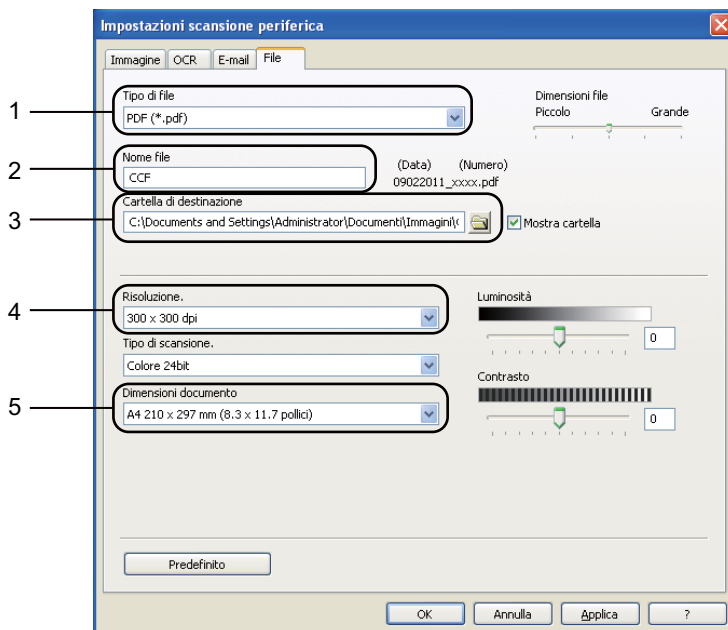 Impostazioni scansione periferica
Immagine OCR E-mail File
1
Tipo di file
PDF (*.pdf)
Dimensioni file
Piccolo Grande
2
Nome file
CCF
(Data) (Numero)
09022011_xxxx.pdf
3
Cartella di destinazione
C:\Documents and Settings\Administrator\Documenti\Immagini\
Mostra cartella
4
Risoluzione.
300 x 300 dpi
Luminosità
0
Tipo di scansione.
Colore 24bit
Contrasto
0
5
Dimensioni documento
A4 210 x 297 mm (8.3 x 11.7 pollici)
Predefinito
OK Annulla Applica ?